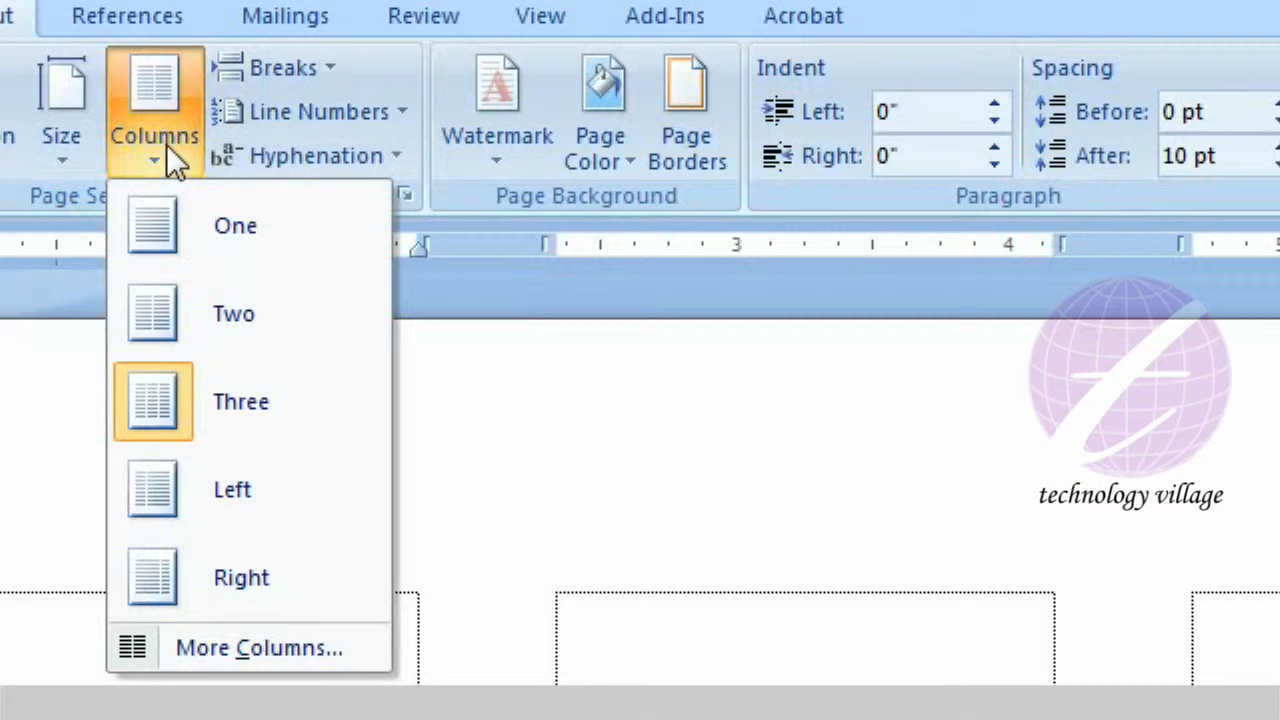 References Mailings Review View Add-Ins Acrobat
Size
Columns
Breaks
Line Numbers
Hyphenation
Watermark
Page
Color
Page
Borders
Page Background
Indent
Left: 0"
Right: 0"
Spacing
Before: 0 pt
After: 10 pt
Paragraph
3 4
One
Two
Three
Left
Right
More Columns...
technology village